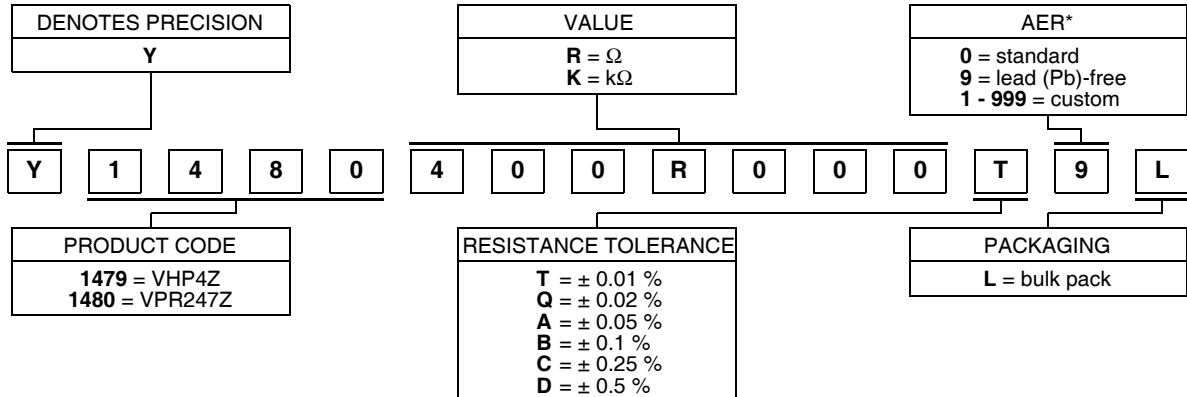 DENOTES PRECISION
Y
VALUE
R = Ω
K = kΩ
AER*
0 = standard
9 = lead (Pb)-free
1 - 999 = custom
Y 1 4 8 0 4 0 0 R 0 0 0 T 9 L
PRODUCT CODE
1479 = VHP4Z
1480 = VPR247Z
RESISTANCE TOLERANCE
T = ± 0.01 %
Q = ± 0.02 %
A = ± 0.05 %
B = ± 0.1 %
C = ± 0.25 %
D = ± 0.5 %
PACKAGING
L = bulk pack